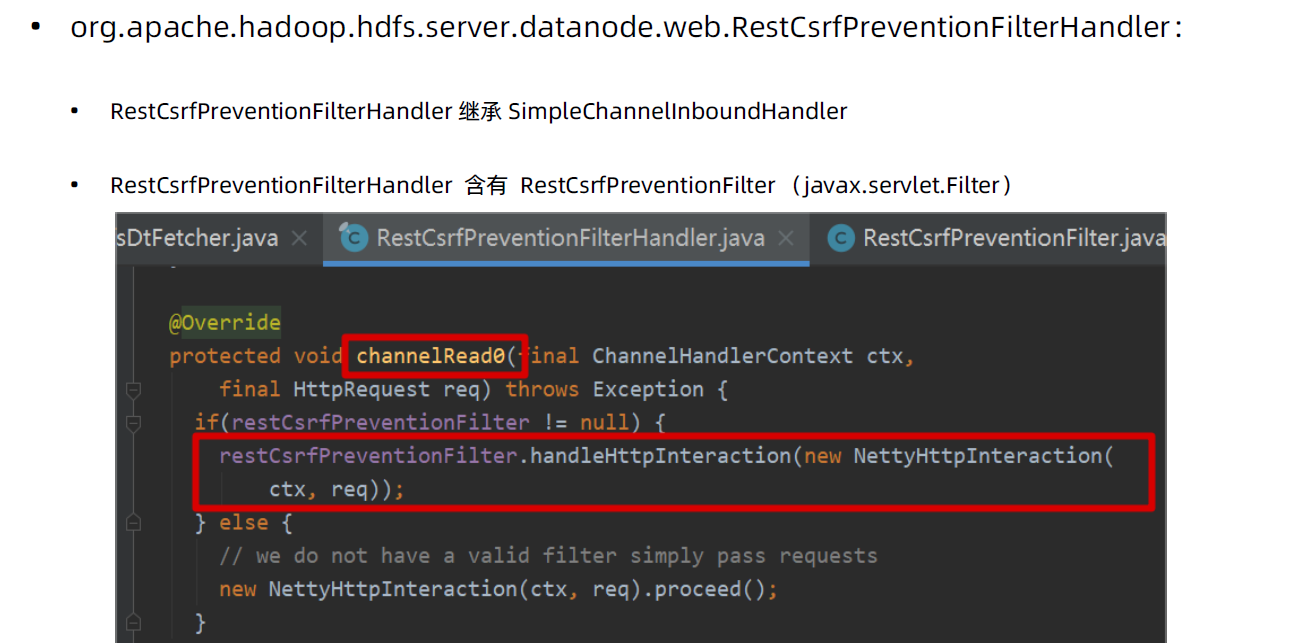 • org.apache.hadoop.hdfs.server.datanode.web.RestCsrfPreventionFilterHandler：
• RestCsrfPreventionFilterHandler 继承 SimpleChannelInboundHandler
• RestCsrfPreventionFilterHandler 含有 RestCsrfPreventionFilter（javax.servlet.Filter）
sDtFetcher.java × RestCsrfPreventionFilterHandler.java × RestCsrfPreventionFilter.java
@Override
protected void channelRead0(final ChannelHandlerContext ctx,
final HttpRequest req) throws Exception {
if(restCsrfPreventionFilter != null) {
restCsrfPreventionFilter.handleHttpInteraction(new NettyHttpInteraction(
ctx, req));
} else {
// we do not have a valid filter simply pass requests
new NettyHttpInteraction(ctx, req).proceed();
}